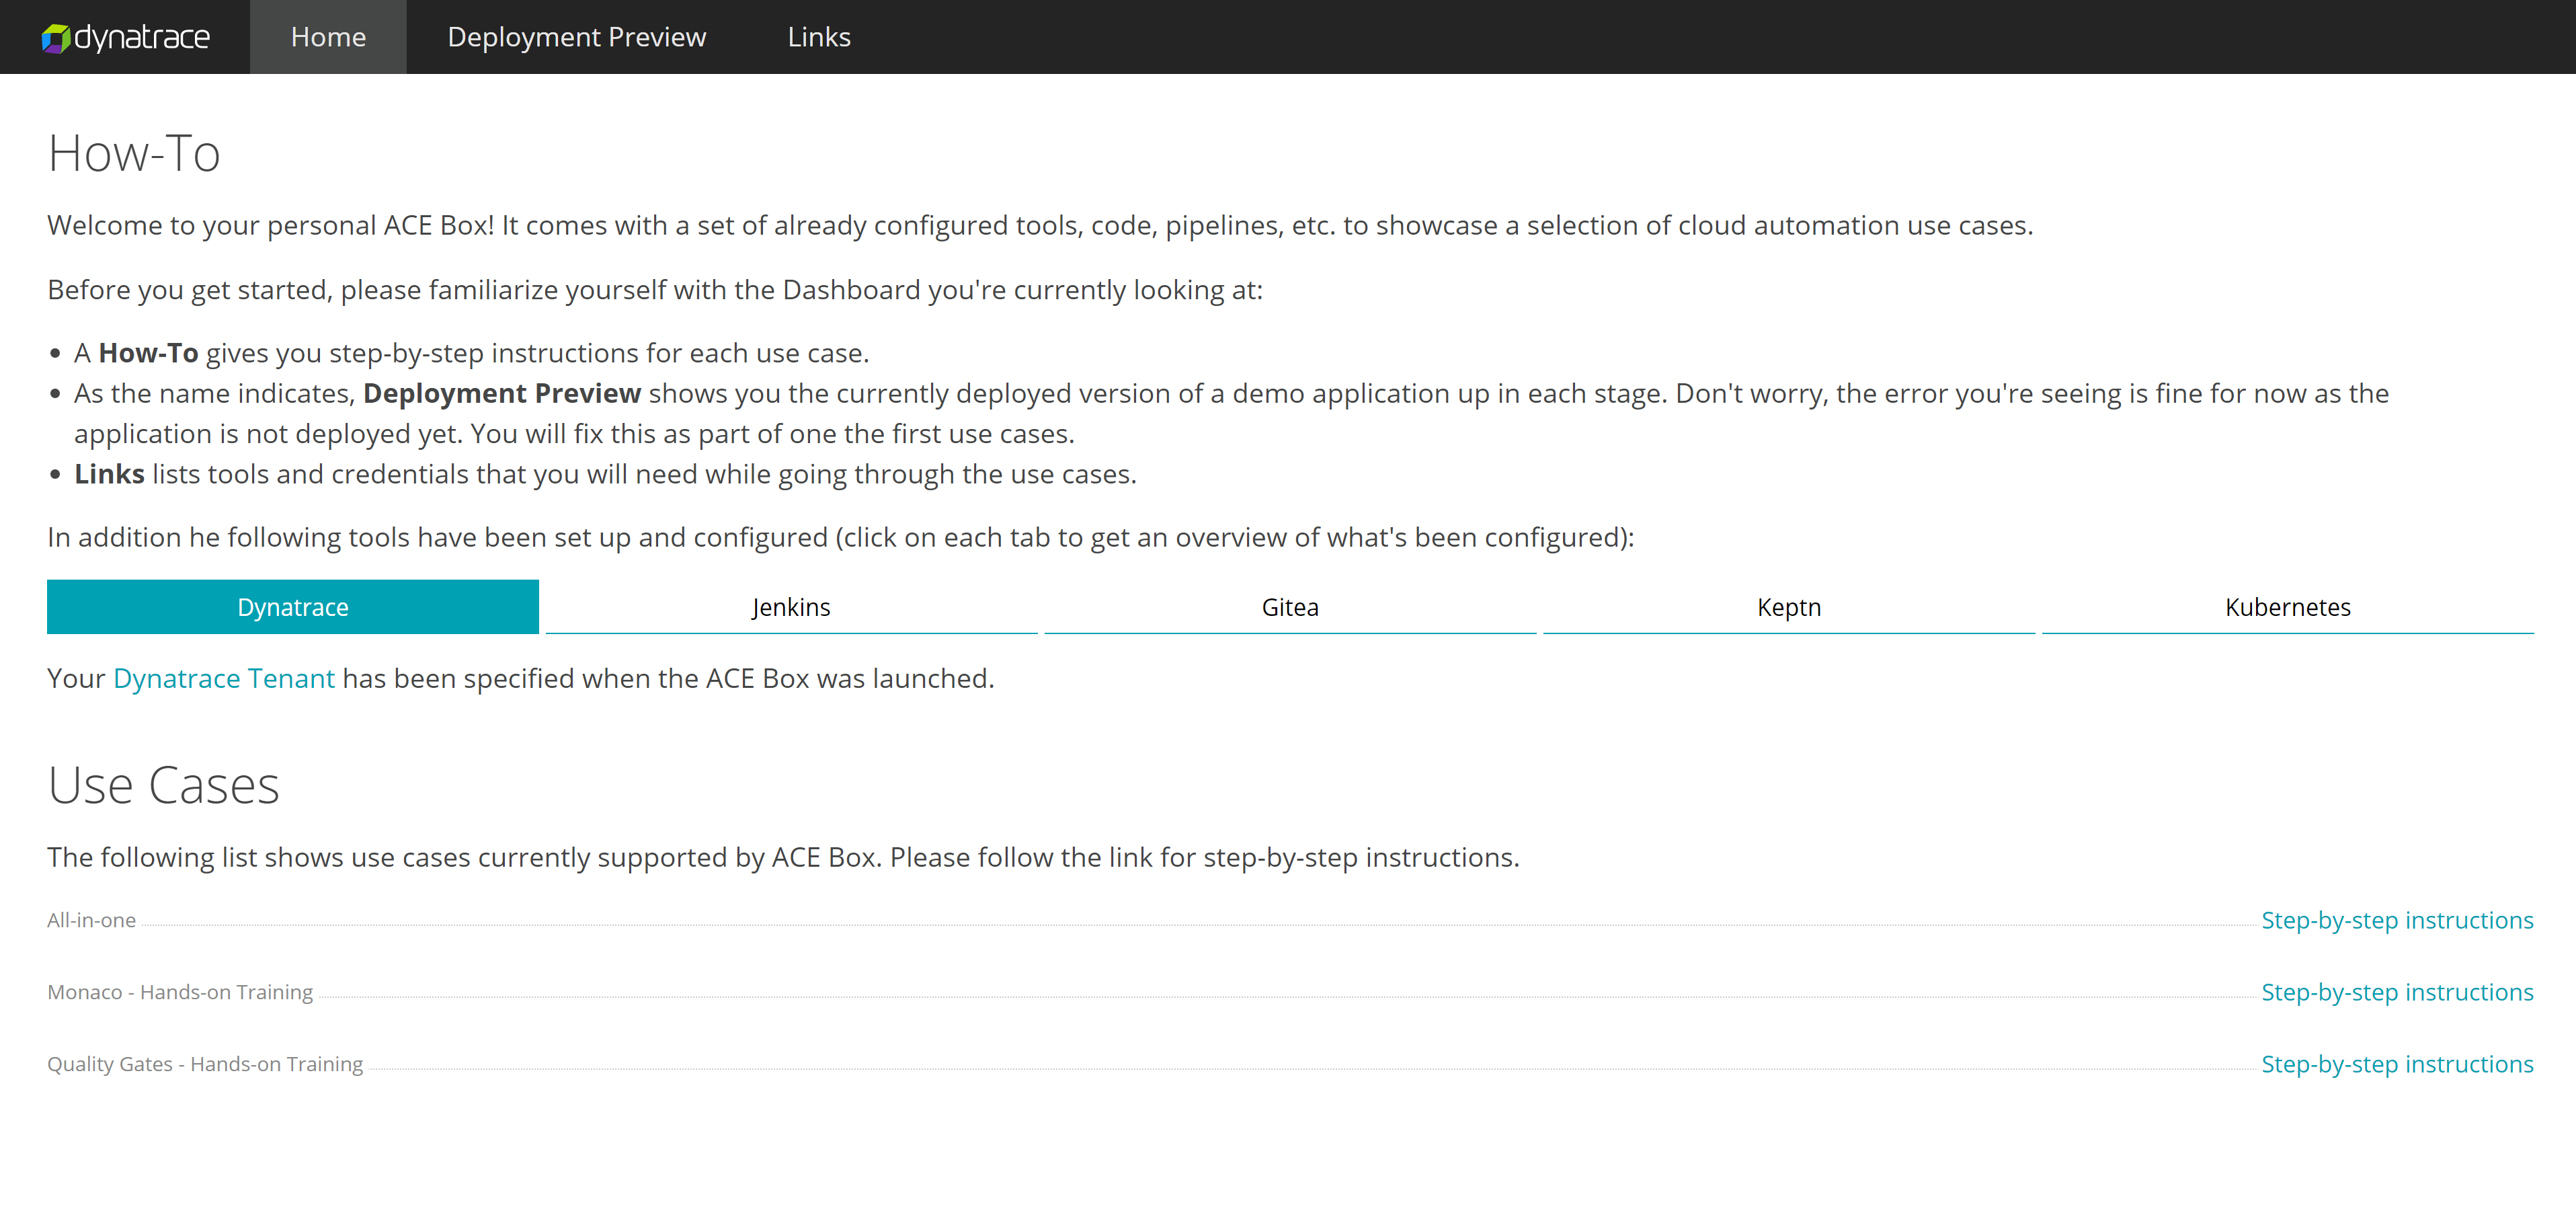 dynatrace Home Deployment Preview Links
How-To
Welcome to your personal ACE Box! It comes with a set of already configured tools, code, pipelines, etc. to showcase a selection of cloud automation use cases.
Before you get started, please familiarize yourself with the Dashboard you're currently looking at:
• A How-To gives you step-by-step instructions for each use case.
• As the name indicates, Deployment Preview shows you the currently deployed version of a demo application up in each stage. Don't worry, the error you're seeing is fine for now as the
application is not deployed yet. You will fix this as part of one the first use cases.
• Links lists tools and credentials that you will need while going through the use cases.
In addition he following tools have been set up and configured (click on each tab to get an overview of what's been configured):
Dynatrace Jenkins Gitea Keptn Kubernetes
Your Dynatrace Tenant has been specified when the ACE Box was launched.
Use Cases
The following list shows use cases currently supported by ACE Box. Please follow the link for step-by-step instructions.
All-in-one Step-by-step instructions
Monaco - Hands-on Training Step-by-step instructions
Quality Gates - Hands-on Training Step-by-step instructions